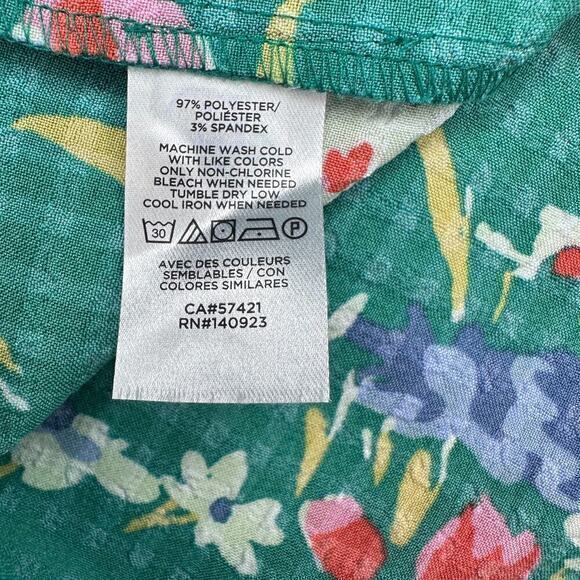 97% POLYESTER/
POLIÉSTER
3% SPANDEX
MACHINE WASH COLD
WITH LIKE COLORS
ONLY NON-CHLORINE
BLEACH WHEN NEEDED
TUMBLE DRY LOW
COOL IRON WHEN NEEDED
30 P
AVEC DES COULEURS
SEMBLABLES / CON
COLORES SIMILARES
CA#57421
RN#140923